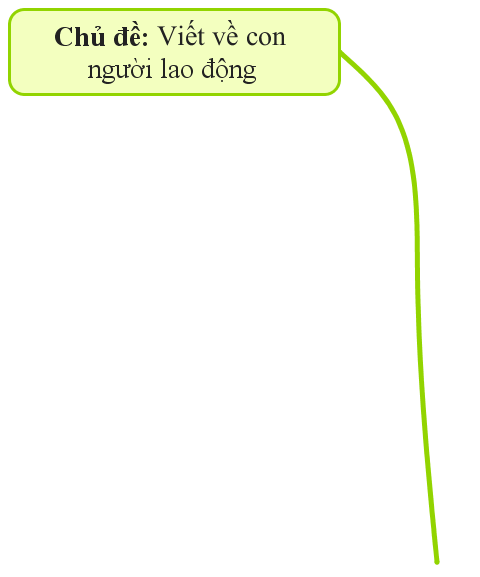 Chủ đề: Viết về con
người lao động